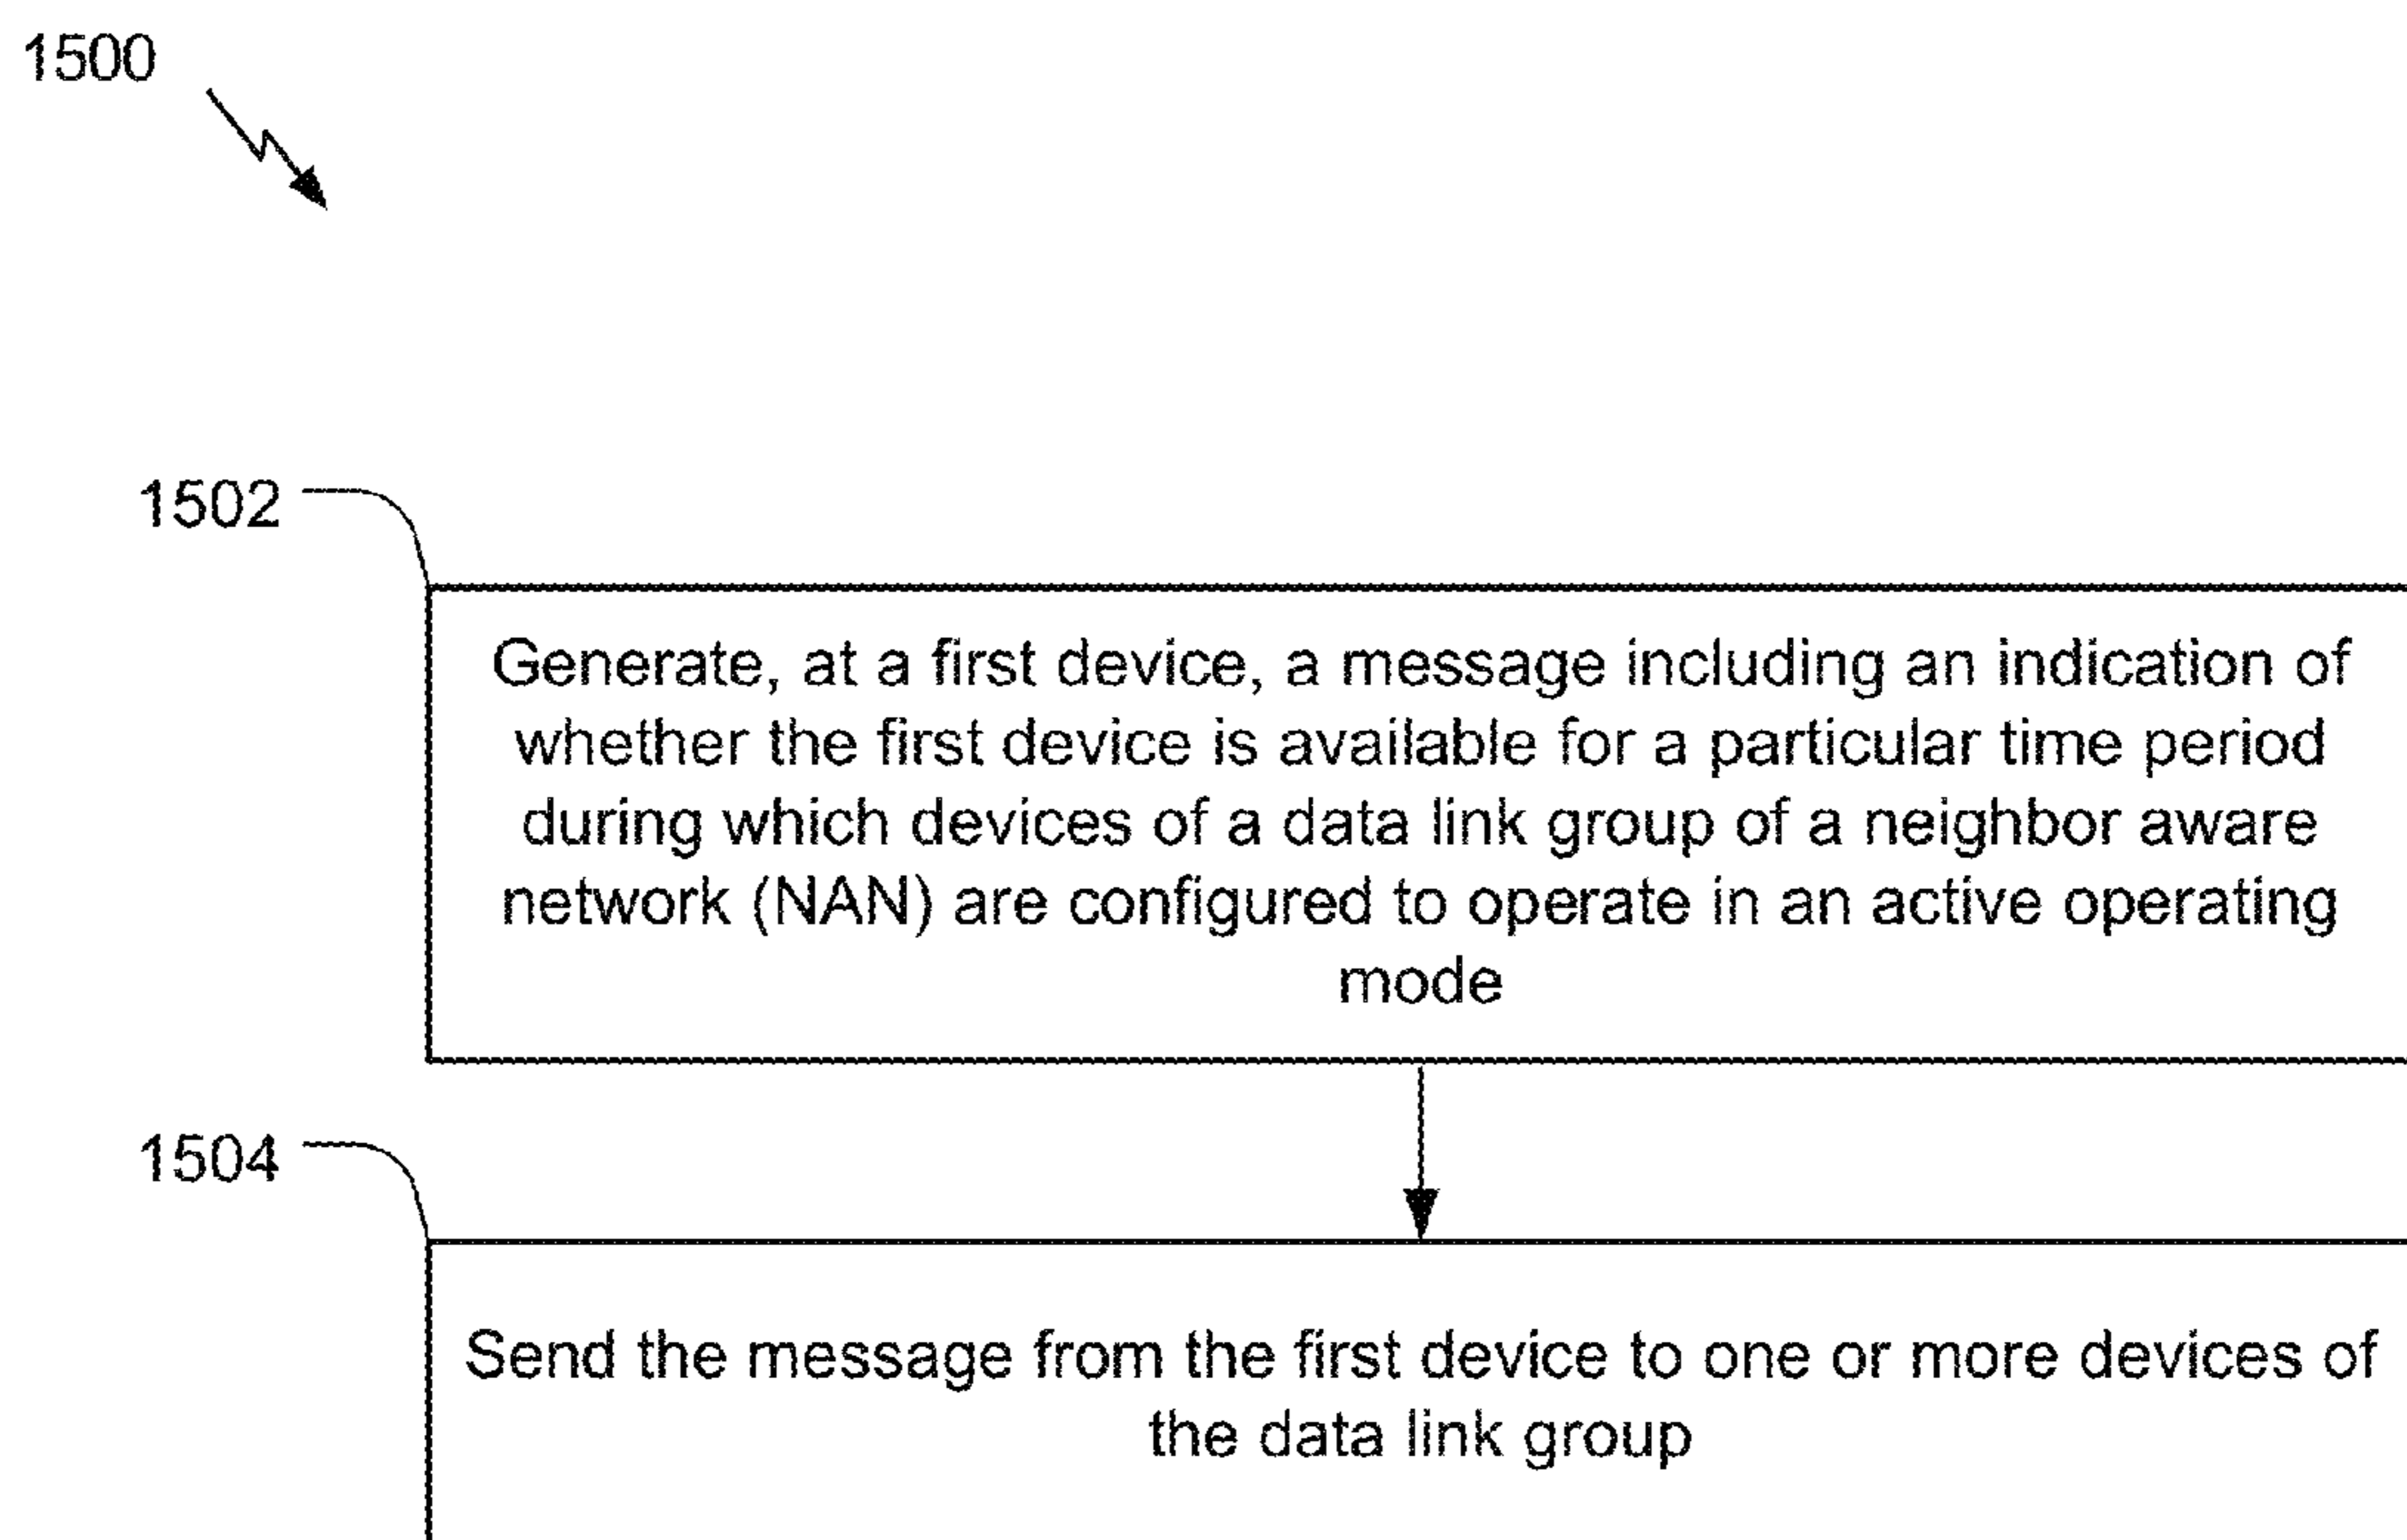 1500
1502
Generate, at a first device, a message including an indication of
whether the first device is available for a particular time period
during which devices of a data link group of a neighbor aware
network (NAN) are configured to operate in an active operating
mode
1504
Send the message from the first device to one or more devices of
the data link group